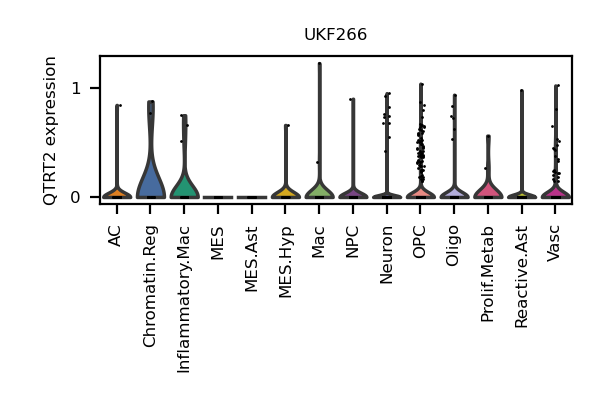 UKF266
QTRT2 expression
1
0
AC
Chromatin.Reg
Inflammatory.Mac
MES
MES.Ast
MES.Hyp
Mac
NPC
Neuron
OPC
Oligo
Prolif.Metab
Reactive.Ast
Vasc